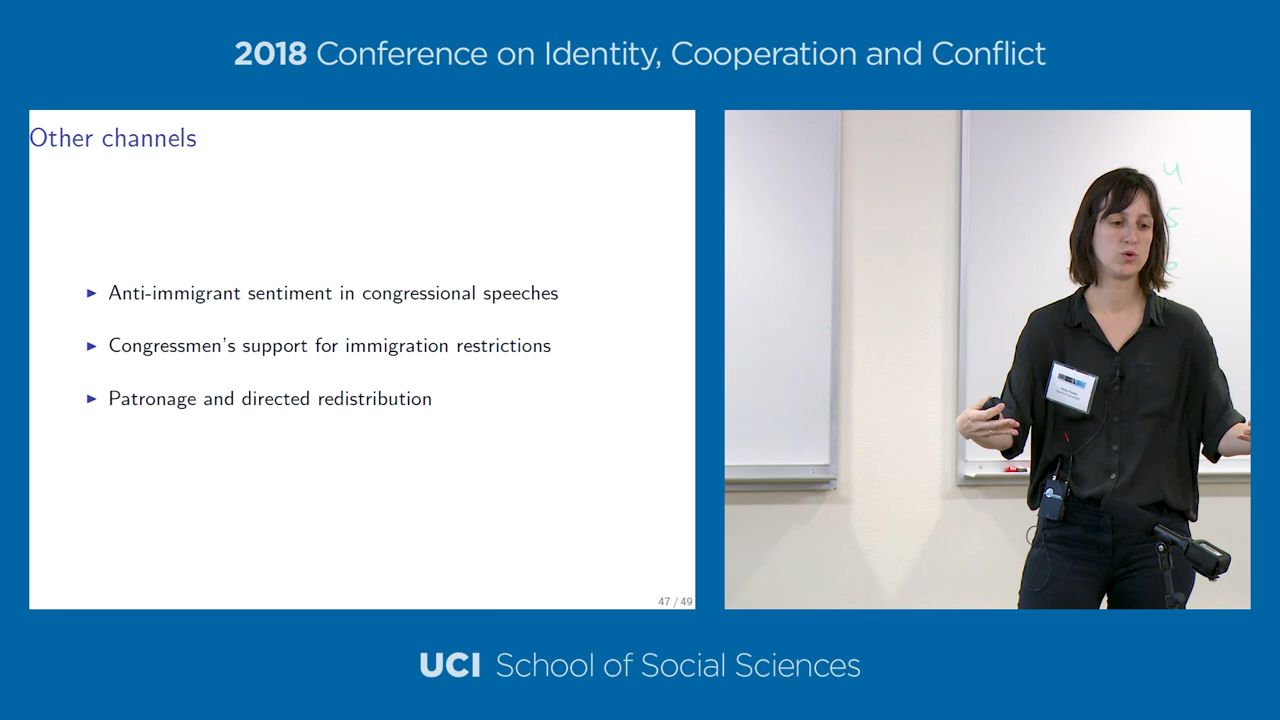 2018 Conference on Identity, Cooperation and Conflict
Other channels
▶ Anti-immigrant sentiment in congressional speeches
▶ Congressmen's support for immigration restrictions
▶ Patronage and directed redistribution
47 / 49
UCI School of Social Sciences